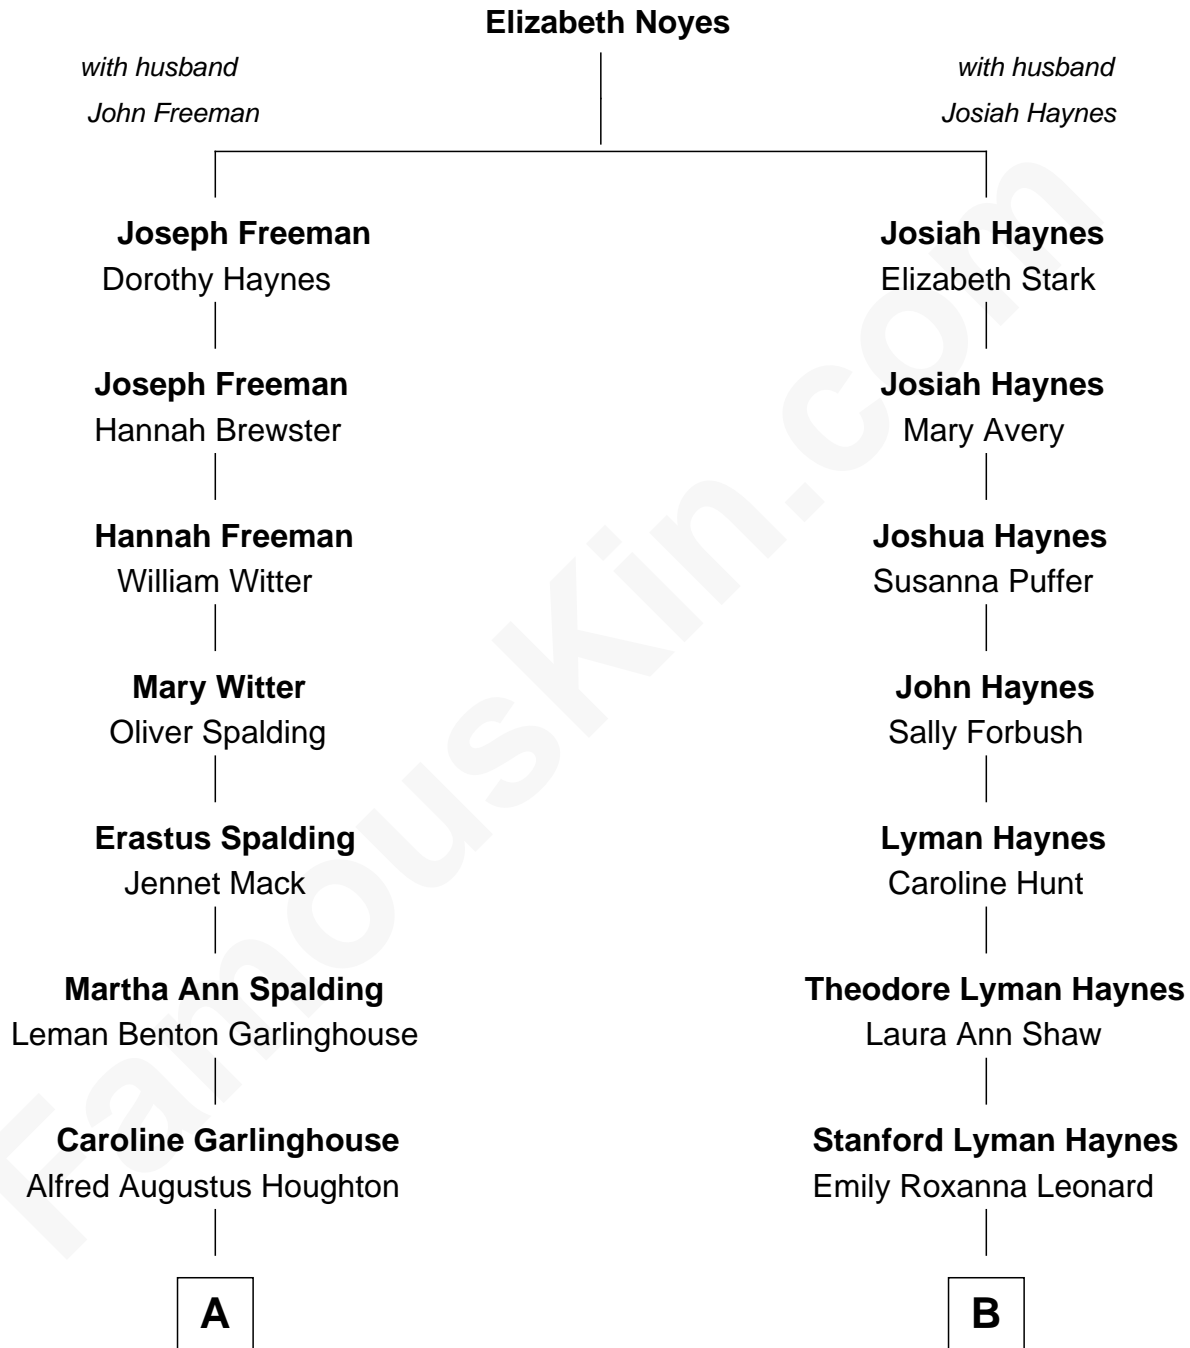 Elizabeth Noyes
with husband
John Freeman
with husband
Josiah Haynes
Joseph Freeman
Dorothy Haynes
Josiah Haynes
Elizabeth Stark
Joseph Freeman
Hannah Brewster
Josiah Haynes
Mary Avery
Hannah Freeman
William Witter
Joshua Haynes
Susanna Puffer
Mary Witter
Oliver Spalding
John Haynes
Sally Forbush
Erastus Spalding
Jennet Mack
Lyman Haynes
Caroline Hunt
Martha Ann Spalding
Leman Benton Garlinghouse
Theodore Lyman Haynes
Laura Ann Shaw
Caroline Garlinghouse
Alfred Augustus Houghton
Stanford Lyman Haynes
Emily Roxanna Leonard
A
B
FamousKin.com